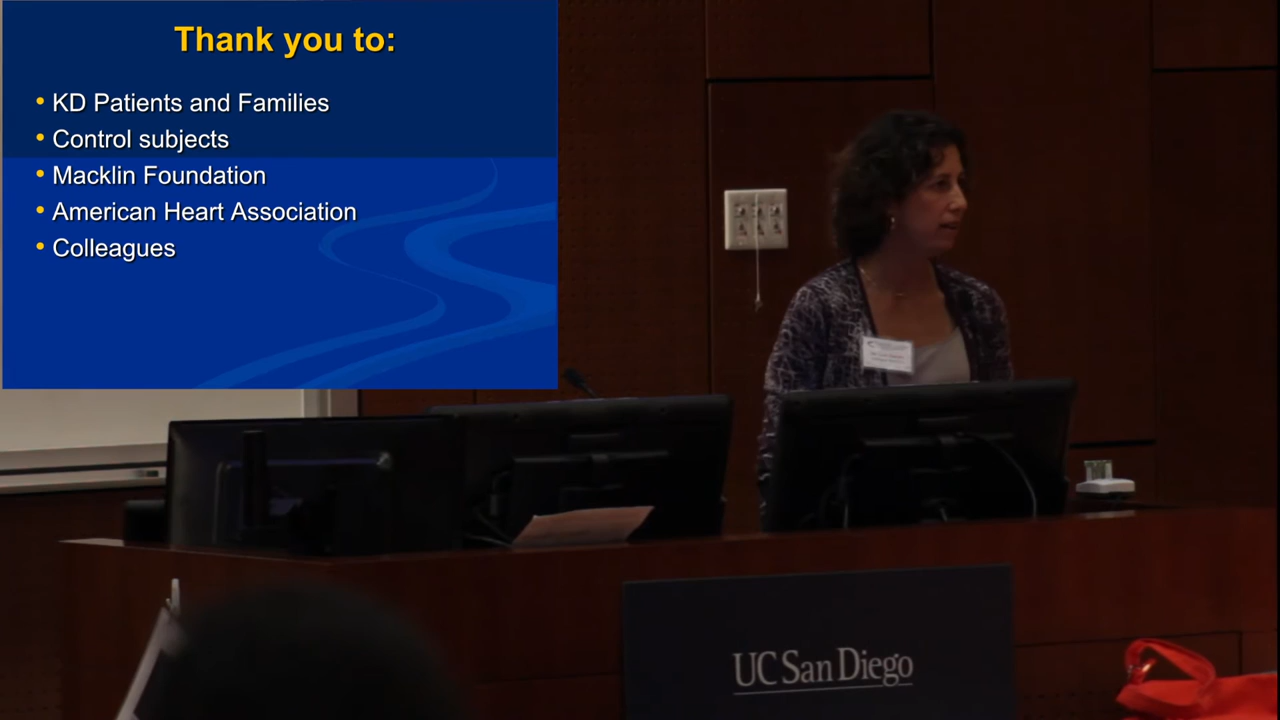 Thank you to:
• KD Patients and Families
• Control subjects
• Macklin Foundation
• American Heart Association
• Colleagues
UC San Diego